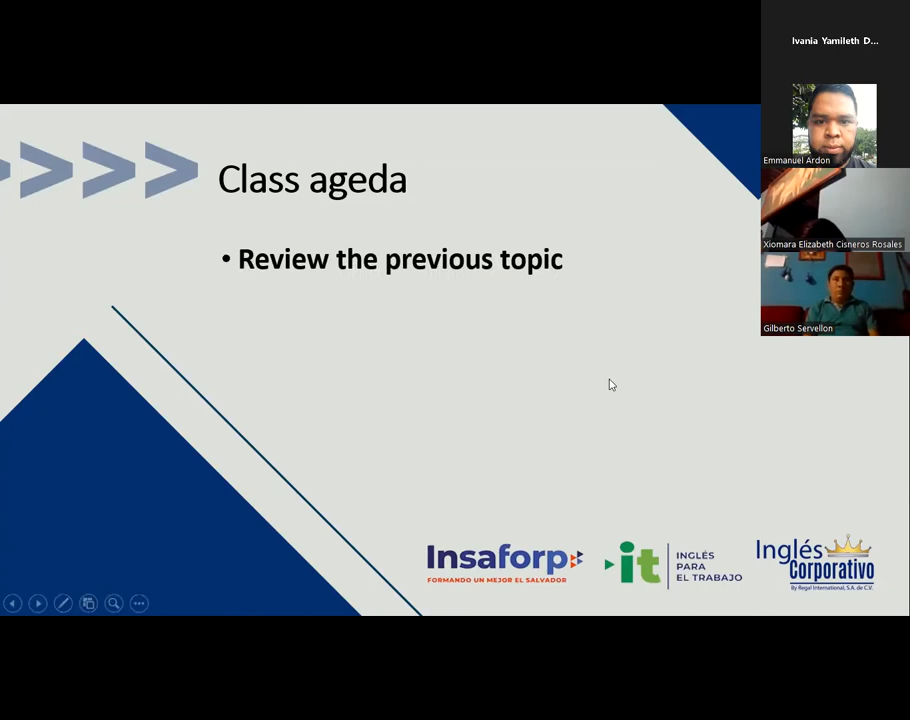 Ivania Yamileth D...
Emmanuel Ardon
Xiomara Elizabeth Cisneros Rosales
Gilberto Servellon
Class ageda
• Review the previous topic
Insaforp
FORMANDO UN MEJOR EL SALVADOR
it
INGLÉS
PARA
EL TRABAJO
Inglés
Corporativo
By Regal International, S.A. de C.V.